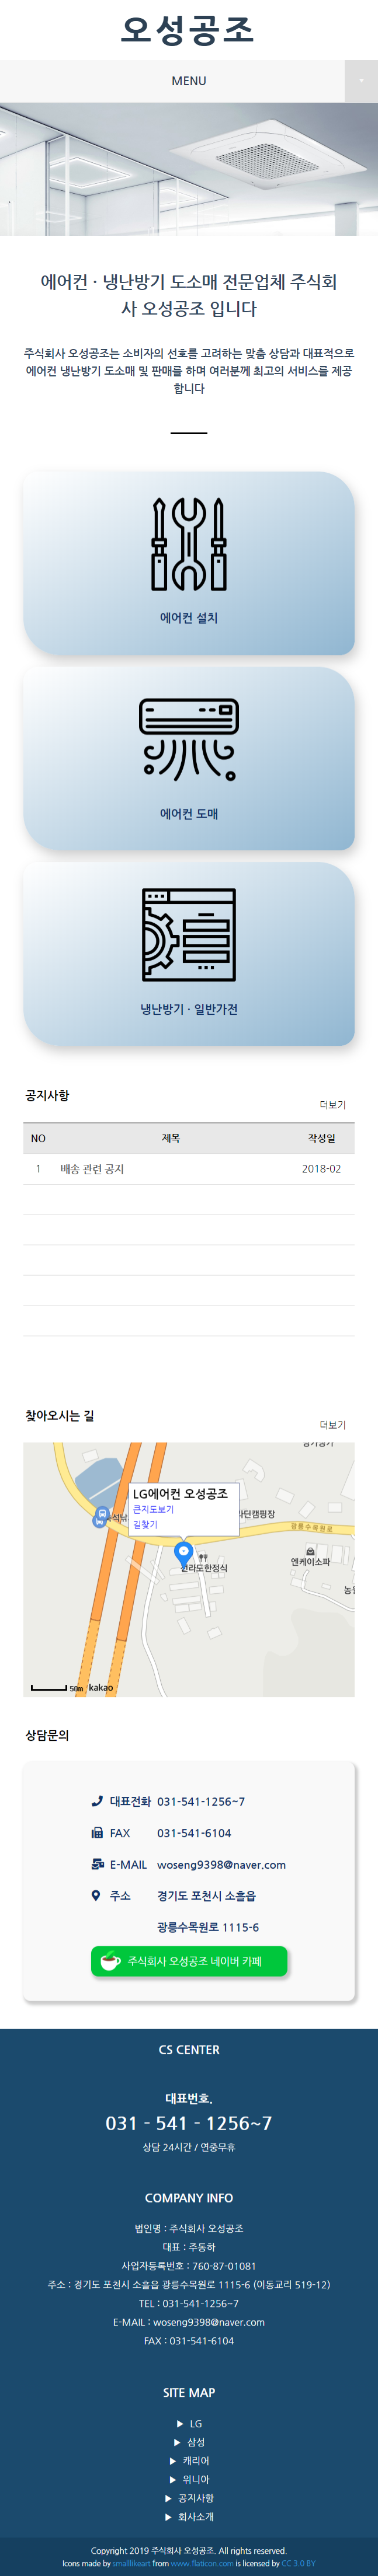 오성공조
MENU
▼
에어컨 · 냉난방기 도소매 전문업체 주식회
사 오성공조 입니다
주식회사 오성공조는 소비자의 선호를 고려하는 맞춤 상담과 대표적으로
에어컨 냉난방기 도소매 및 판매를 하며 여러분께 최고의 서비스를 제공
합니다
에어컨 설치
에어컨 도매
냉난방기 · 일반가전
공지사항
더보기
NO 제목 작성일
1 배송 관련 공지 2018-02
찾아오시는 길
더보기
LG에어컨 오성공조
큰지도보기
길찾기
광릉수목원로
엔케이소파
전라도한정식
50m kakao
상담문의
대표전화 031-541-1256~7
FAX 031-541-6104
E-MAIL woseng9398@naver.com
주소 경기도 포천시 소흘읍
광릉수목원로 1115-6
주식회사 오성공조 네이버 카페
CS CENTER
대표번호.
031 - 541 - 1256~7
상담 24시간 / 연중무휴
COMPANY INFO
법인명 : 주식회사 오성공조
대표 : 주동하
사업자등록번호 : 760-87-01081
주소 : 경기도 포천시 소흘읍 광릉수목원로 1115-6 (이동교리 519-12)
TEL : 031-541-1256~7
E-MAIL : woseng9398@naver.com
FAX : 031-541-6104
SITE MAP
▶ LG
▶ 삼성
▶ 캐리어
▶ 위니아
▶ 공지사항
▶ 회사소개
Copyright 2019 주식회사 오성공조. All rights reserved.
Icons made by smalllikeart from www.flaticon.com is licensed by CC 3.0 BY